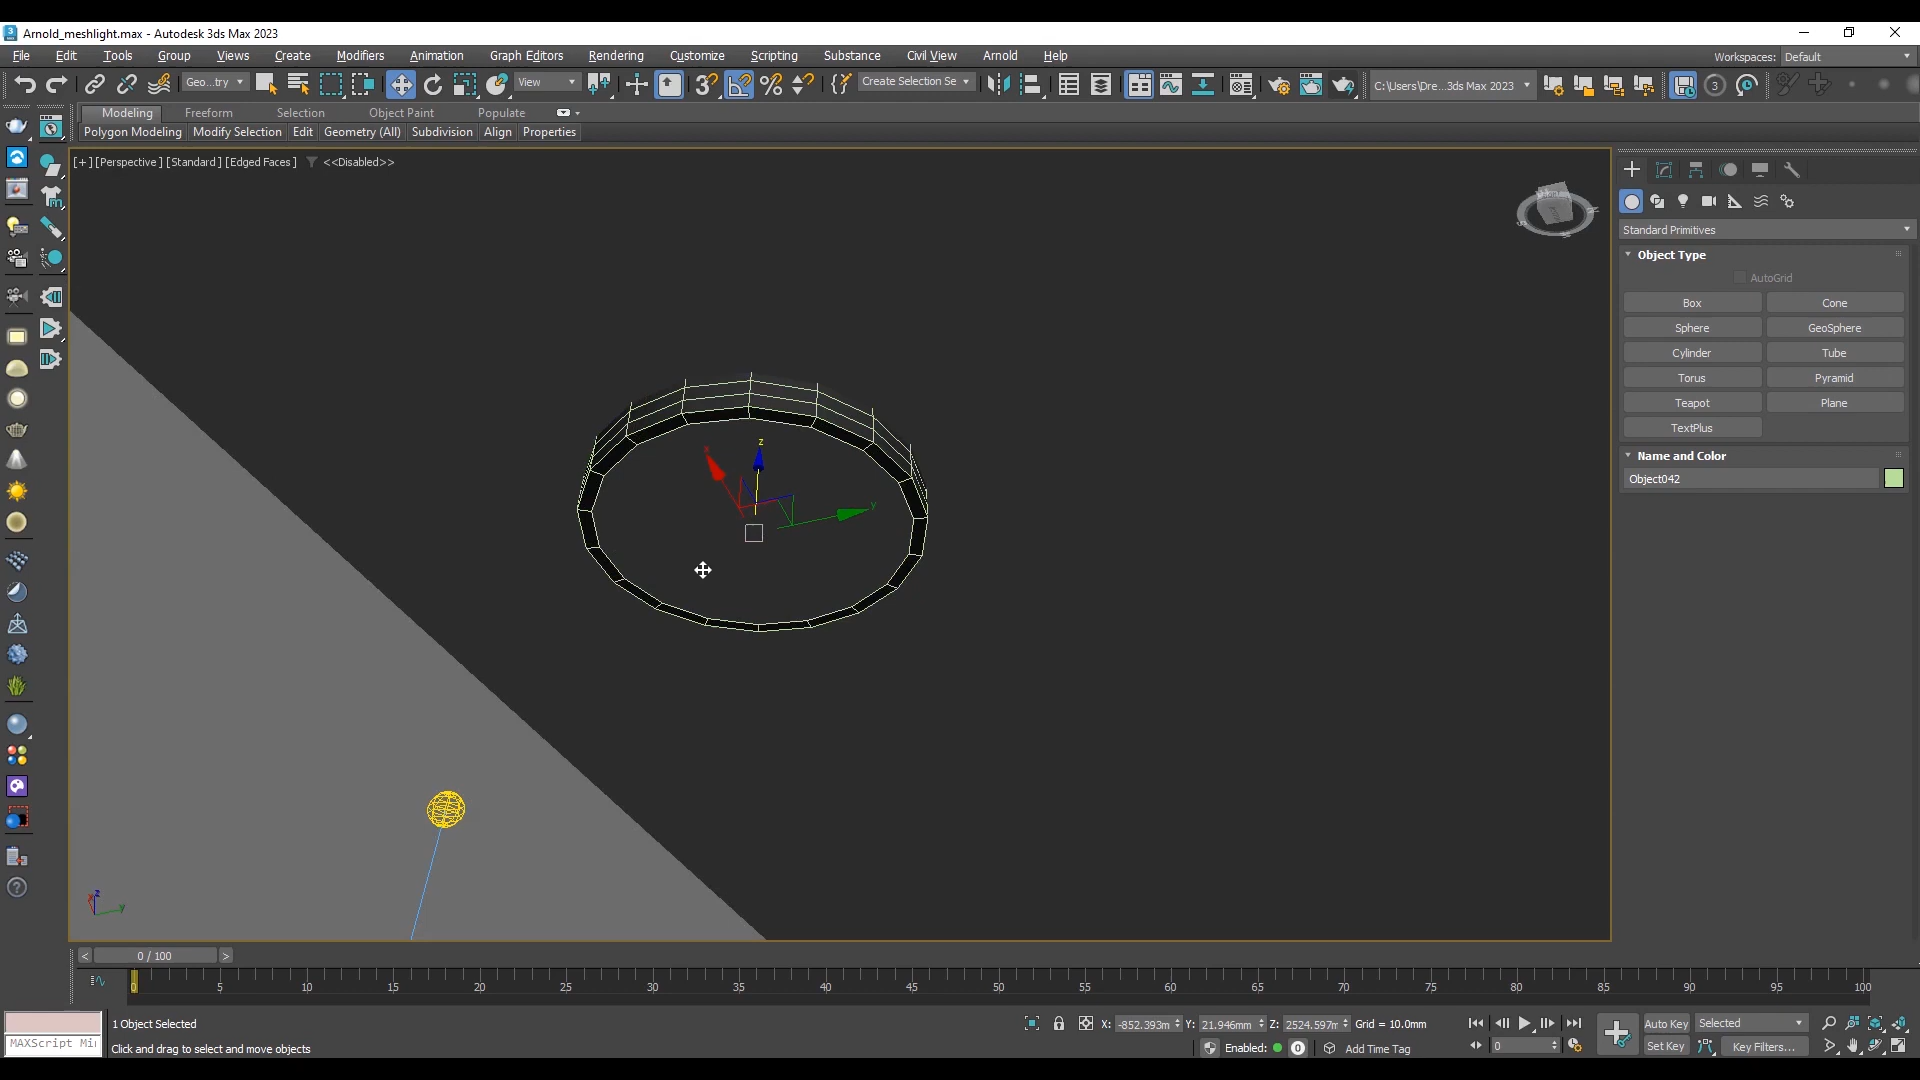 Arnold_meshlight.max - Autodesk 3ds Max 2023
File Edit Tools Group Views Create Modifiers Animation Graph Editors Rendering Customize Scripting Substance Civil View Arnold Help
Workspaces: Default
Geo...try
View
Create Selection Se
C:\Users\Dre...3ds Max 2023
3
Modeling Freeform Selection Object Paint Populate
Polygon Modeling Modify Selection Edit Geometry (All) Subdivision Align Properties
[+] [Perspective ] [Standard ] [Edged Faces ] <<Disabled>>
Standard Primitives
Object Type
AutoGrid
Box Cone
Sphere GeoSphere
Cylinder Tube
Torus Pyramid
Teapot Plane
TextPlus
Name and Color
Object042
x z y
z y
< 0 / 100 >
0 5 10 15 20 25 30 35 40 45 50 55 60 65 70 75 80 85 90 95 100
1 Object Selected
X: -852.393m Y: 21.946mm Z: 2524.597m Grid = 10.0mm
Auto Key Selected
MAXScript Mi
Click and drag to select and move objects
Enabled: 0 Add Time Tag
0
Set Key Key Filters...